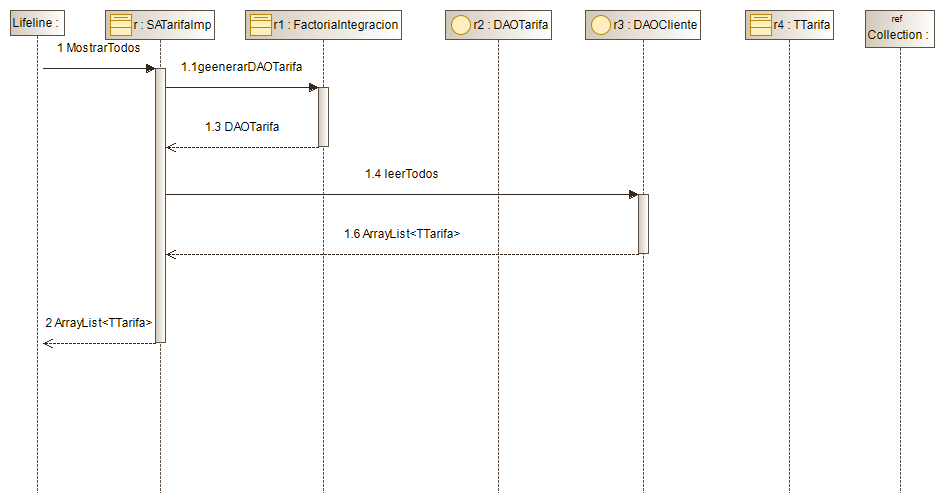 Lifeline :
r : SATarifaImp
r1 : FactoriaIntegracion
r2 : DAOTarifa
r3 : DAOCliente
r4 : TTarifa
ref
Collection :
1 MostrarTodos
1.1geenerarDAOTarifa
1.3 DAOTarifa
1.4 leerTodos
1.6 ArrayList<TTarifa>
2 ArrayList<TTarifa>